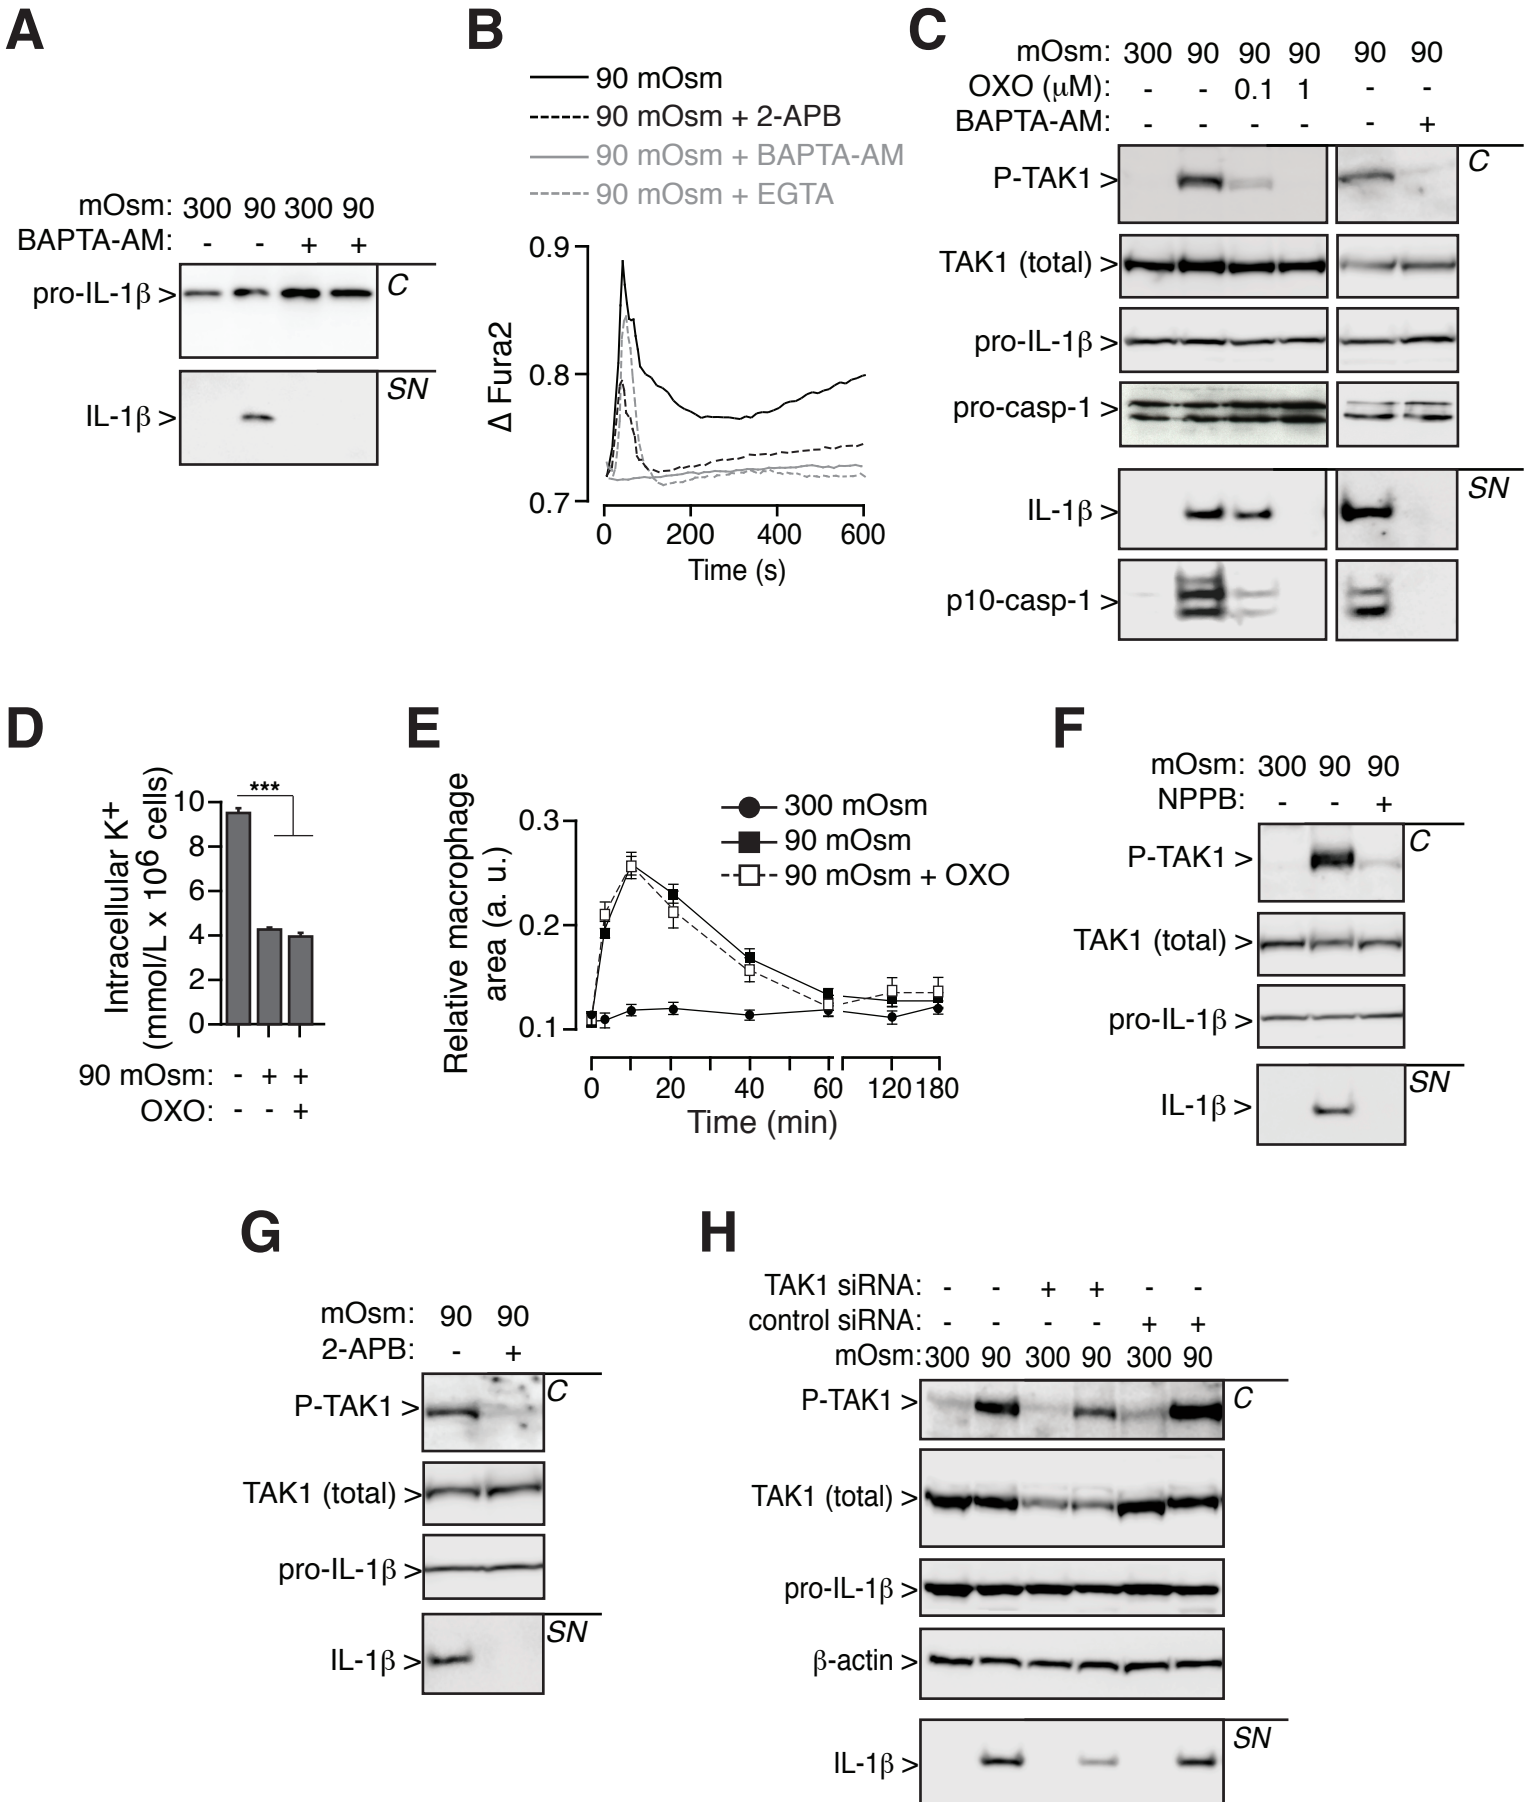 A
mOsm: 300 90 300 90
BAPTA-AM: - - + +
pro-IL-1β > C
IL-1β > SN
B
90 mOsm
90 mOsm + 2-APB
90 mOsm + BAPTA-AM
90 mOsm + EGTA
Δ Fura2
0.9
0.8
0.7
0 200 400 600
Time (s)
C
mOsm: 300 90 90 90 90 90
OXO (μM): - - 0.1 1 - -
BAPTA-AM: - - - - - +
P-TAK1 > C
TAK1 (total) >
pro-IL-1β >
pro-casp-1 >
IL-1β > SN
p10-casp-1 >
D
Intracellular K+
(mmol/L x 10⁶ cells)
***
10
8
6
4
2
0
90 mOsm: - + +
OXO: - - +
E
Relative macrophage
area (a. u.)
300 mOsm
90 mOsm
90 mOsm + OXO
0.3
0.2
0.1
0 20 40 60 120 180
Time (min)
F
mOsm: 300 90 90
NPPB: - - +
P-TAK1 > C
TAK1 (total) >
pro-IL-1β >
IL-1β > SN
G
mOsm: 90 90
2-APB: - +
P-TAK1 > C
TAK1 (total) >
pro-IL-1β >
IL-1β > SN
H
TAK1 siRNA: - - + + - -
control siRNA: - - - - + +
mOsm: 300 90 300 90 300 90
P-TAK1 > C
TAK1 (total) >
pro-IL-1β >
β-actin >
IL-1β > SN